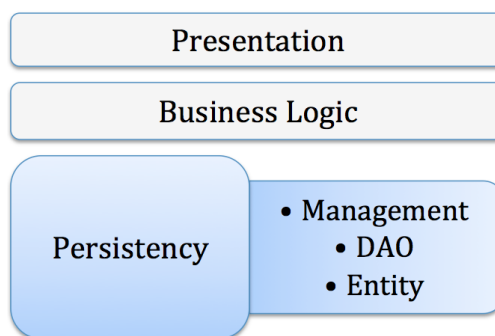 Presentation
Business Logic
Persistency
• Management
• DAO
• Entity